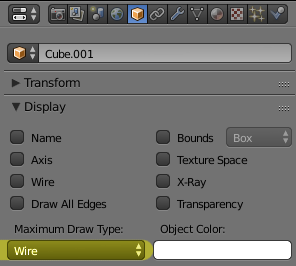 Cube.001
Transform
Display
Name
Bounds
Box
Axis
Texture Space
Wire
X-Ray
Draw All Edges
Transparency
Maximum Draw Type:
Object Color:
Wire